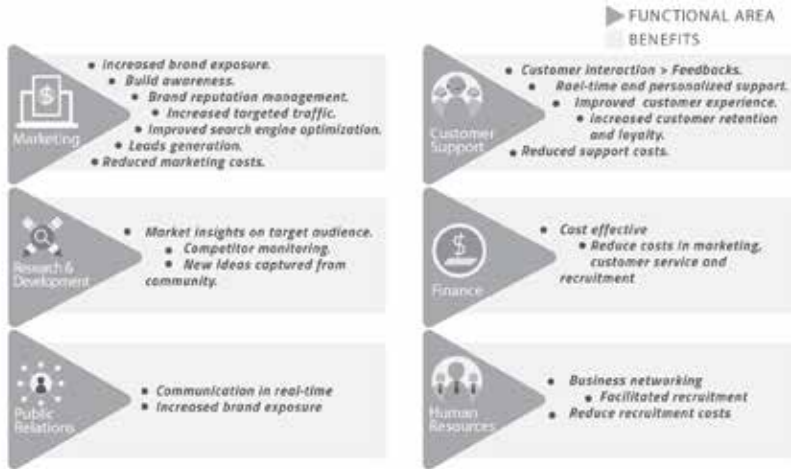 FUNCTIONAL AREA
BENEFITS
Marketing
• Increased brand exposure.
• Build awareness.
• Brand reputation management.
• Increased targeted traffic.
• Improved search engine optimization.
• Leads generation.
• Reduced marketing costs.
Customer
Support
• Customer interaction > Feedbacks.
• Rael-time and personalized support.
• Improved customer experience.
• increased customer retention
and loyalty.
• Reduced support costs.
Research &
Development
• Market insights on target audience.
• Competitor monitoring.
• New Ideas captured from
community.
Finance
• Cost effective
• Reduce costs in marketing,
customer service and
recruitment
Public
Relations
• Communication in real-time
• Increased brand exposure
Human
Resources
• Business networking
• Facilitated recruitment
• Reduce recruitment costs